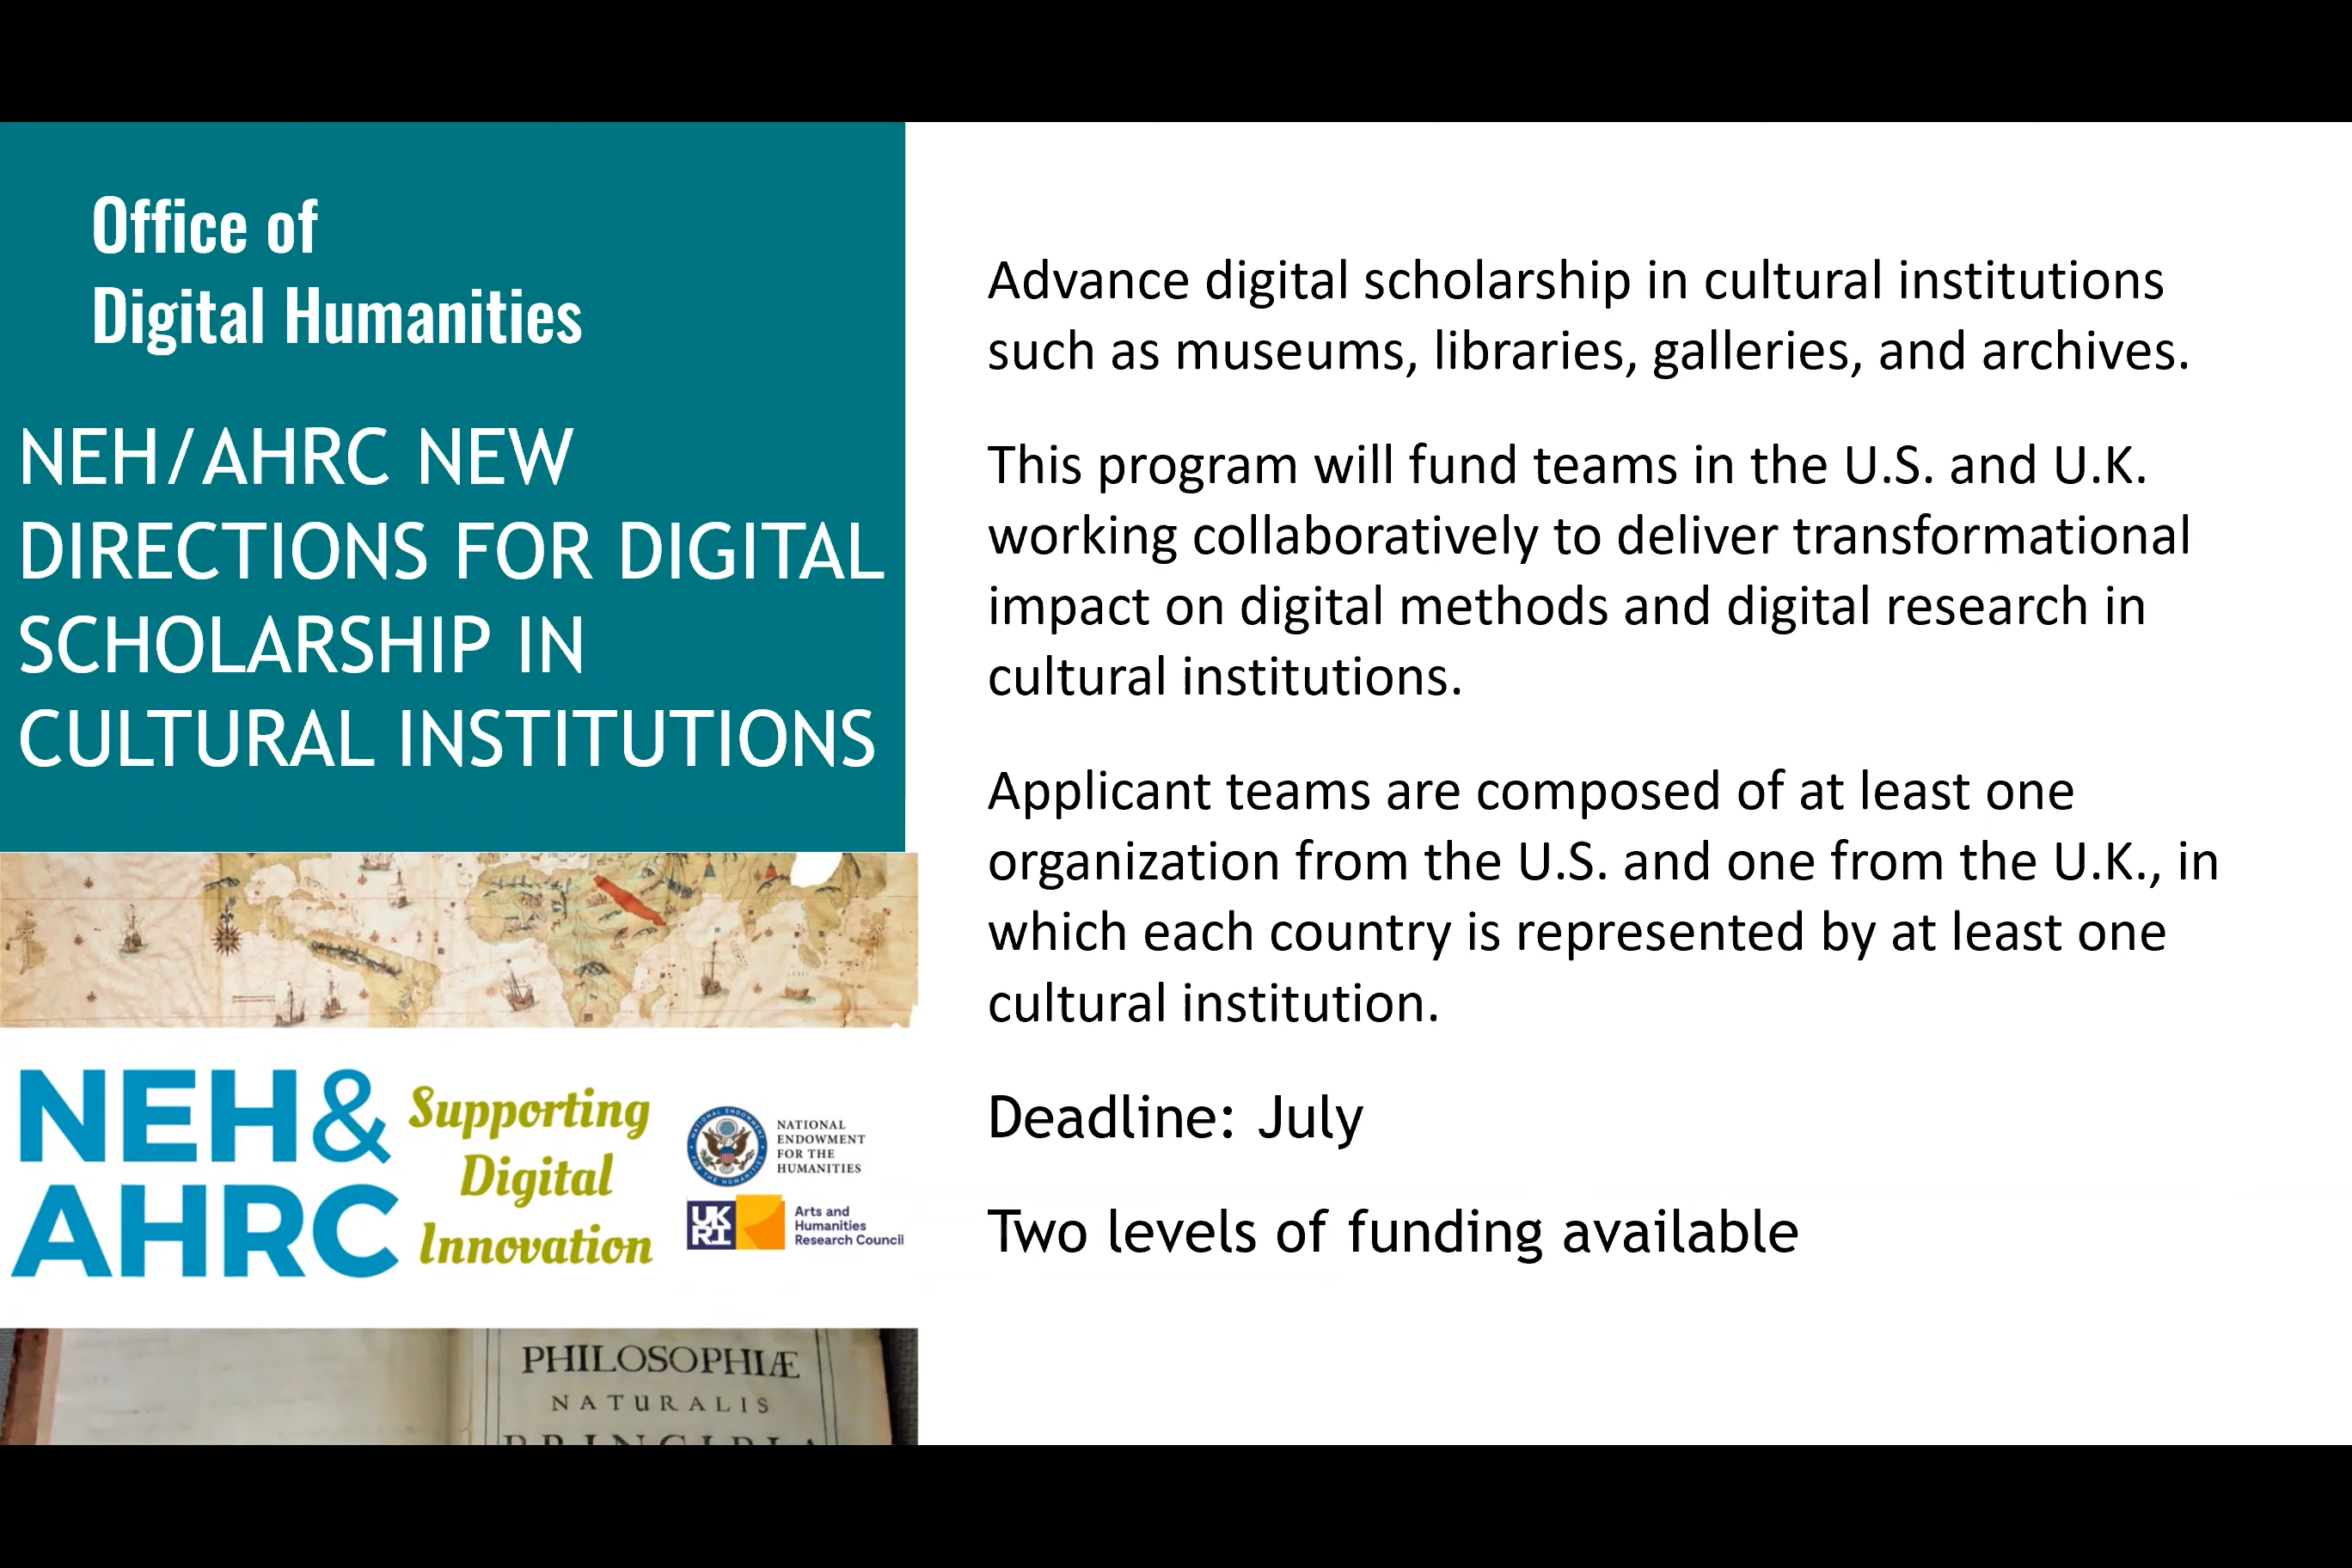 Office of
Digital Humanities
NEH/AHRC NEW
DIRECTIONS FOR DIGITAL
SCHOLARSHIP IN
CULTURAL INSTITUTIONS
NEH&
AHRC
Supporting
Digital
Innovation
NATIONAL
ENDOWMENT
FOR THE
HUMANITIES
UK
RI
Arts and
Humanities
Research Council
PHILOSOPHIÆ
NATURALIS
PRINCIPIA
Advance digital scholarship in cultural institutions
such as museums, libraries, galleries, and archives.
This program will fund teams in the U.S. and U.K.
working collaboratively to deliver transformational
impact on digital methods and digital research in
cultural institutions.
Applicant teams are composed of at least one
organization from the U.S. and one from the U.K., in
which each country is represented by at least one
cultural institution.
Deadline: July
Two levels of funding available